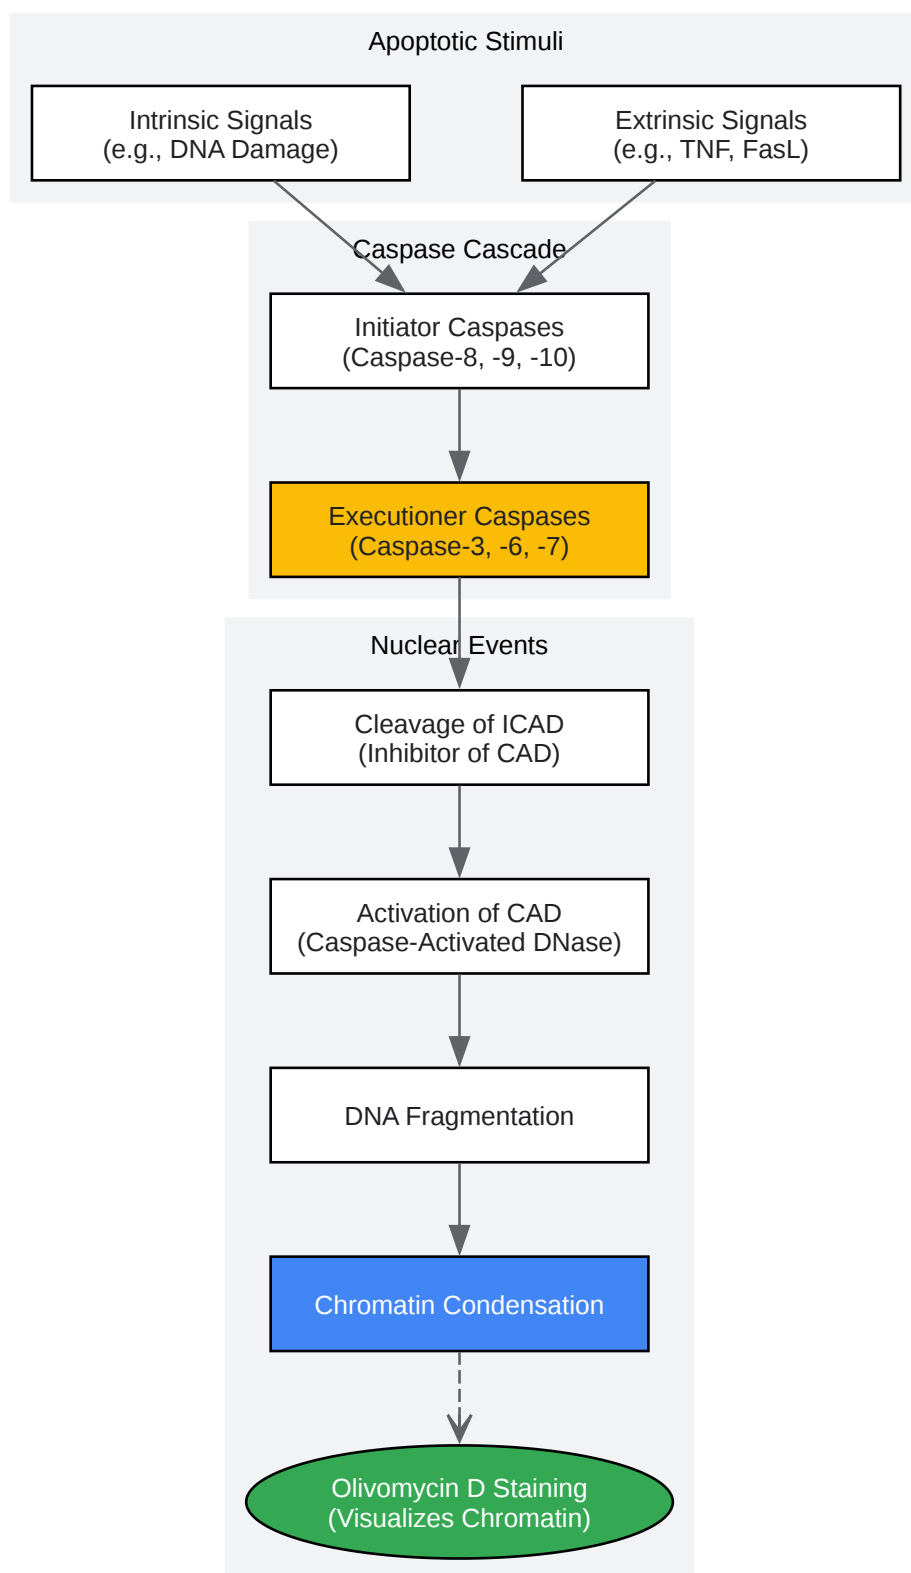 Apoptotic Stimuli
Intrinsic Signals
(e.g., DNA Damage)
Extrinsic Signals
(e.g., TNF, FasL)
Caspase Cascade
Initiator Caspases
(Caspase-8, -9, -10)
Executioner Caspases
(Caspase-3, -6, -7)
Nuclear Events
Cleavage of ICAD
(Inhibitor of CAD)
Activation of CAD
(Caspase-Activated DNase)
DNA Fragmentation
Chromatin Condensation
Olivomycin D Staining
(Visualizes Chromatin)